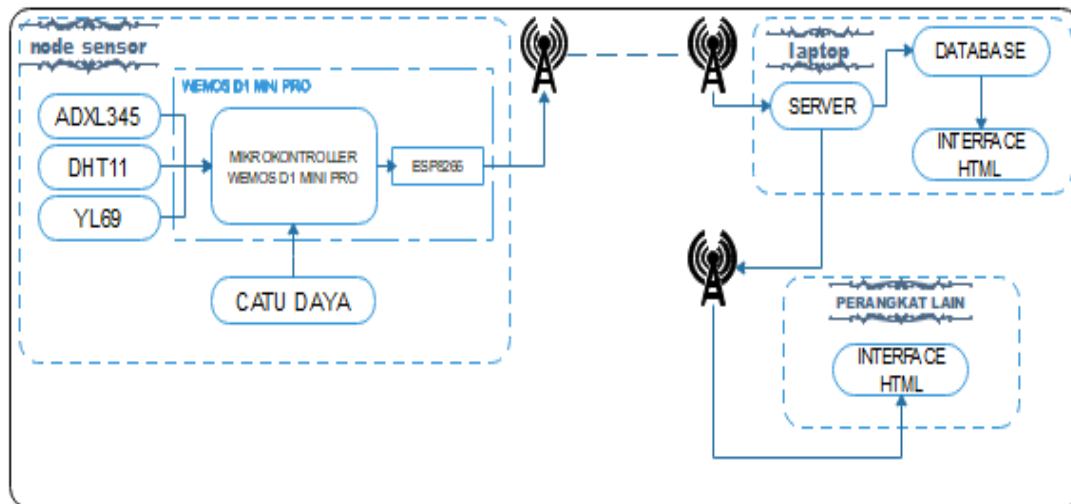 node sensor
WEMOS D1 MINI PRO
ADXL345
DHT11
YL69
MIKROKONTROLLER
WEMOS D1 MINI PRO
ESP8266
CATU DAYA
laptop
SERVER
DATABASE
INTERFACE
HTML
PERANGKAT LAIN
INTERFACE
HTML